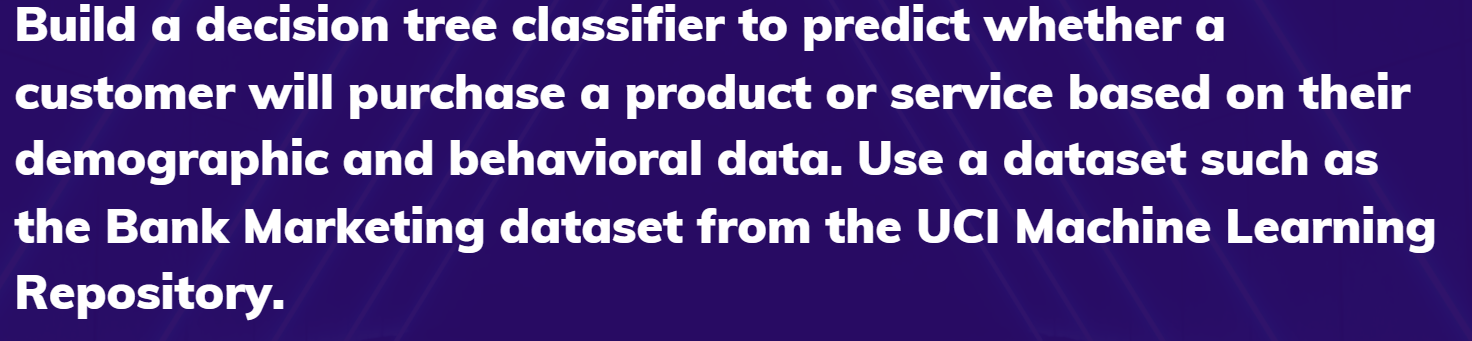 Build a decision tree classifier to predict whether a
customer will purchase a product or service based on their
demographic and behavioral data. Use a dataset such as
the Bank Marketing dataset from the UCI Machine Learning
Repository.